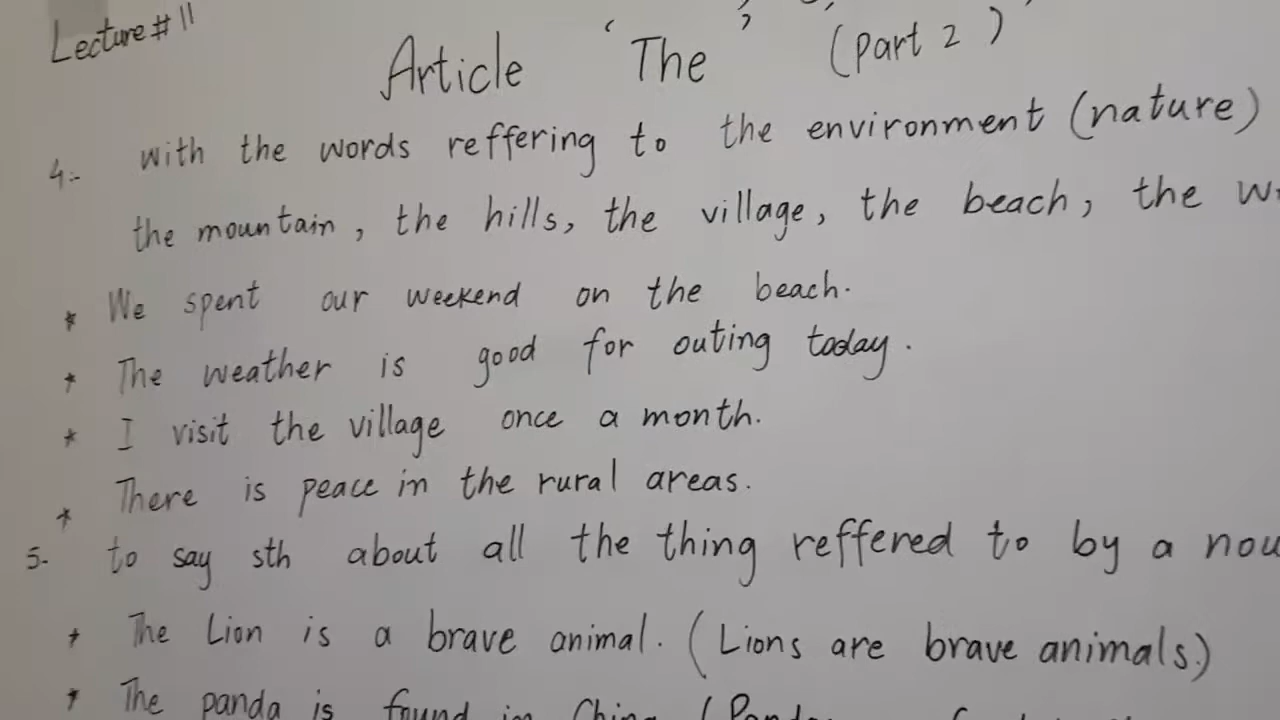 Lecture # 11
Article 'The' (Part 2)
4:- with the words reffering to the environment (nature)
the mountain, the hills, the village, the beach, the
* We spent our weekend on the beach.
* The weather is good for outing today.
* I visit the village once a month.
* There is peace in the rural areas.
5- to say sth about all the thing reffered to by a nou
* The Lion is a brave animal. (Lions are brave animals.)
* The panda is found in China (Panda